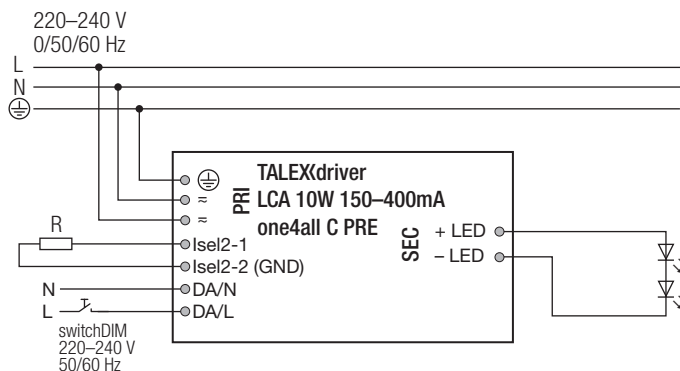 220–240 V
0/50/60 Hz
L
N
PRI
TALEXXdriver
LCA 10W 150–400mA
one4all C PRE
≂
≂
R
Isel2-1
Isel2-2 (GND)
N DA/N
L DA/L
switchDIM
220–240 V
50/60 Hz
SEC
+ LED
– LED